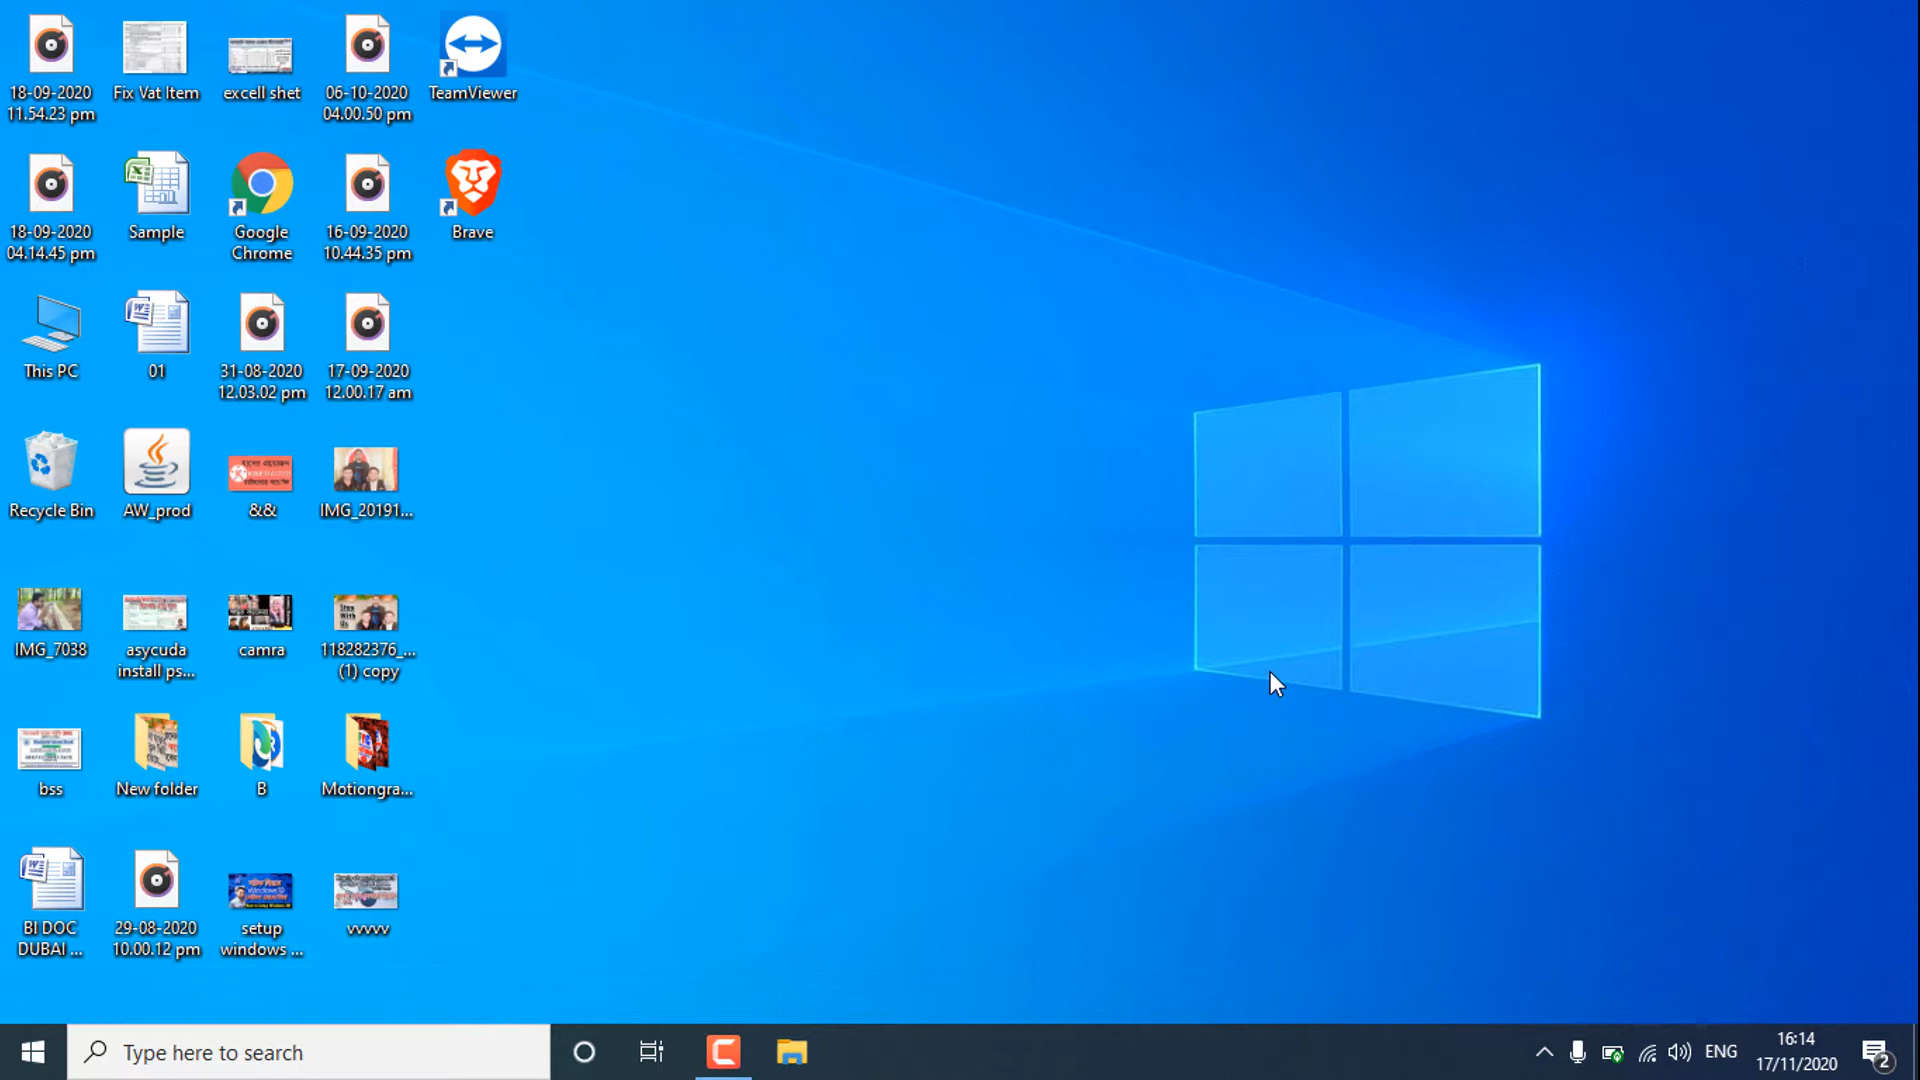 18-09-2020
11.54.23 pm
Fix Vat Item
excell shet
06-10-2020
04.00.50 pm
TeamViewer
18-09-2020
04.14.45 pm
Sample
Google
Chrome
16-09-2020
10.44.35 pm
Brave
This PC
01
31-08-2020
12.03.02 pm
17-09-2020
12.00.17 am
Recycle Bin
AW_prod
&&
IMG_20191...
IMG_7038
asycuda
install ps...
camra
118282376_...
(1) copy
bss
New folder
B
Motiongra...
BI DOC
DUBAI ...
29-08-2020
10.00.12 pm
setup
windows ...
vvvvv
Type here to search
ENG
16:14
17/11/2020
2